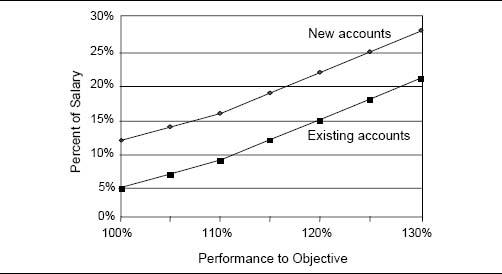 30%
25%
20%
15%
10%
5%
0%
Percent of Salary
New accounts
Existing accounts
100%
110%
120%
130%
Performance to Objective